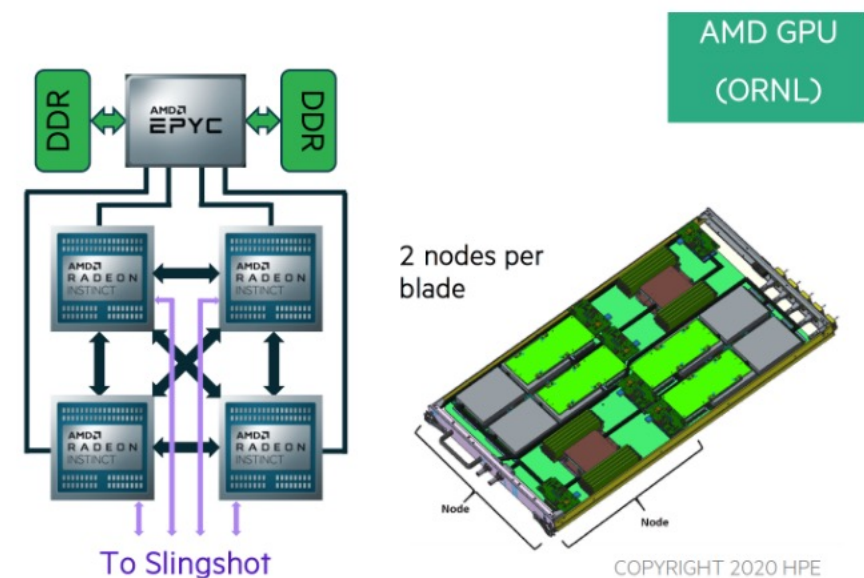 AMD GPU
(ORNL)
DDR
AMD
EPYC
DDR
AMD
RADEON
INSTINCT
AMD
RADEON
INSTINCT
2 nodes per
blade
AMD
RADEON
INSTINCT
AMD
RADEON
INSTINCT
Node
Node
To Slingshot
COPYRIGHT 2020 HPE